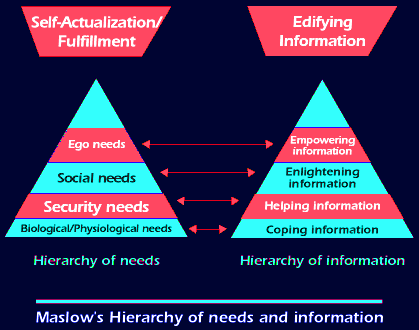 Self-Actualization/
Fulfillment
Edifying
Information
Ego needs
Empowering
information
Social needs
Enlightening
information
Security needs
Helping information
Biological/Physiological needs
Coping information
Hierarchy of needs
Hierarchy of information
Maslow's Hierarchy of needs and information